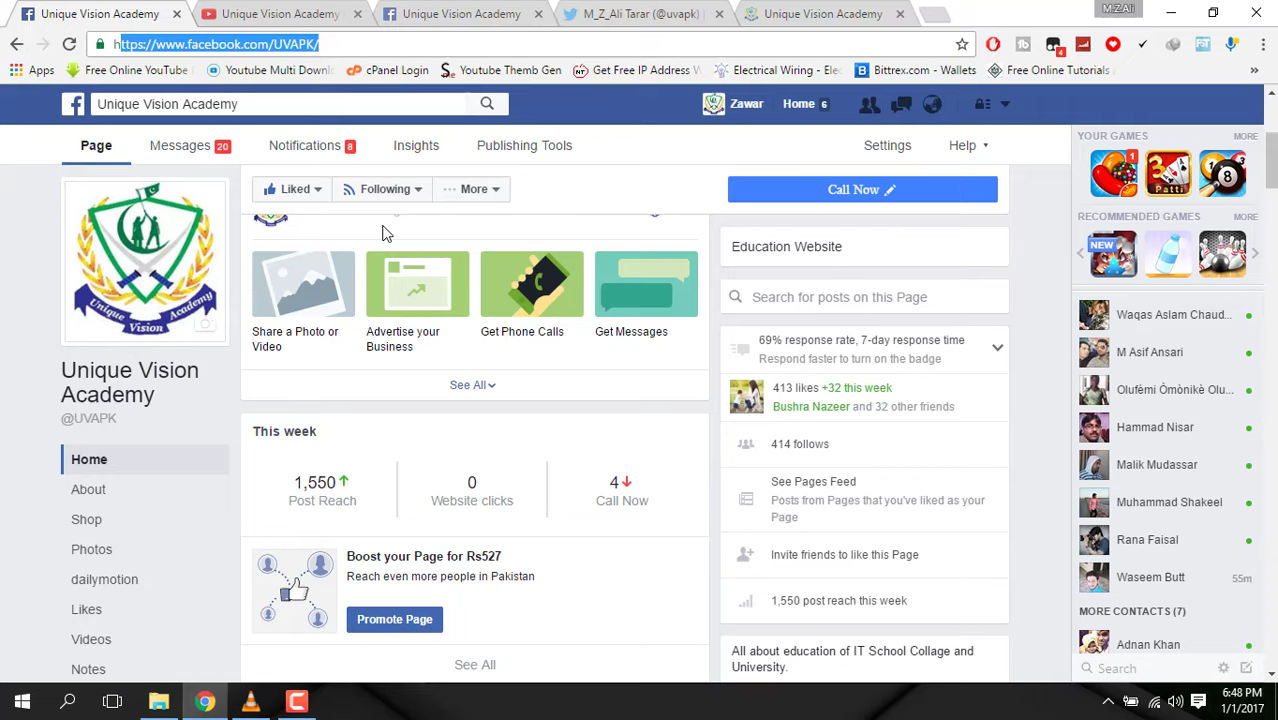 Unique Vision Academy
Unique Vision Academy
Unique Vision Academy
M_Z_Ali Tarar (@uvapk)
Unique Vision Academy
M.Z.Ali
https://www.facebook.com/UVAPK/
4
Apps
Free Online YouTube
Youtube Multi Downl
cPanel Login
Youtube Themb Gen
Get Free IP Address
Electrical Wiring - Ele
Bittrex.com - Wallets
Free Online Tutorials
Unique Vision Academy
Zawar
Home 6
Page
Messages 20
Notifications 8
Insights
Publishing Tools
Settings
Help
YOUR GAMES
MORE
1
3
Patti
8
RECOMMENDED GAMES
MORE
NEW
Liked
Following
More
Call Now
Unique Vision Academy
Unique Vision
Academy
@UVAPK
Home
About
Shop
Photos
dailymotion
Likes
Videos
Notes
Share a Photo or
Video
Advertise your
Business
Get Phone Calls
Get Messages
See All
This week
1,550
Post Reach
0
Website clicks
4
Call Now
Boost your Page for Rs527
Reach even more people in Pakistan
Promote Page
See All
Education Website
Search for posts on this Page
69% response rate, 7-day response time
Respond faster to turn on the badge
413 likes +32 this week
Bushra Nazeer and 32 other friends
414 follows
See Pages Feed
Posts from Pages that you've liked as your
Page
Invite friends to like this Page
1,550 post reach this week
All about education of IT School Collage and
University.
Waqas Aslam Chaud...
M Asif Ansari
Olufémi Òmònikè Olu...
Hammad Nisar
Malik Mudassar
Muhammad Shakeel
Rana Faisal
Waseem Butt
55m
MORE CONTACTS (7)
Adnan Khan
Search
6:48 PM
1/1/2017